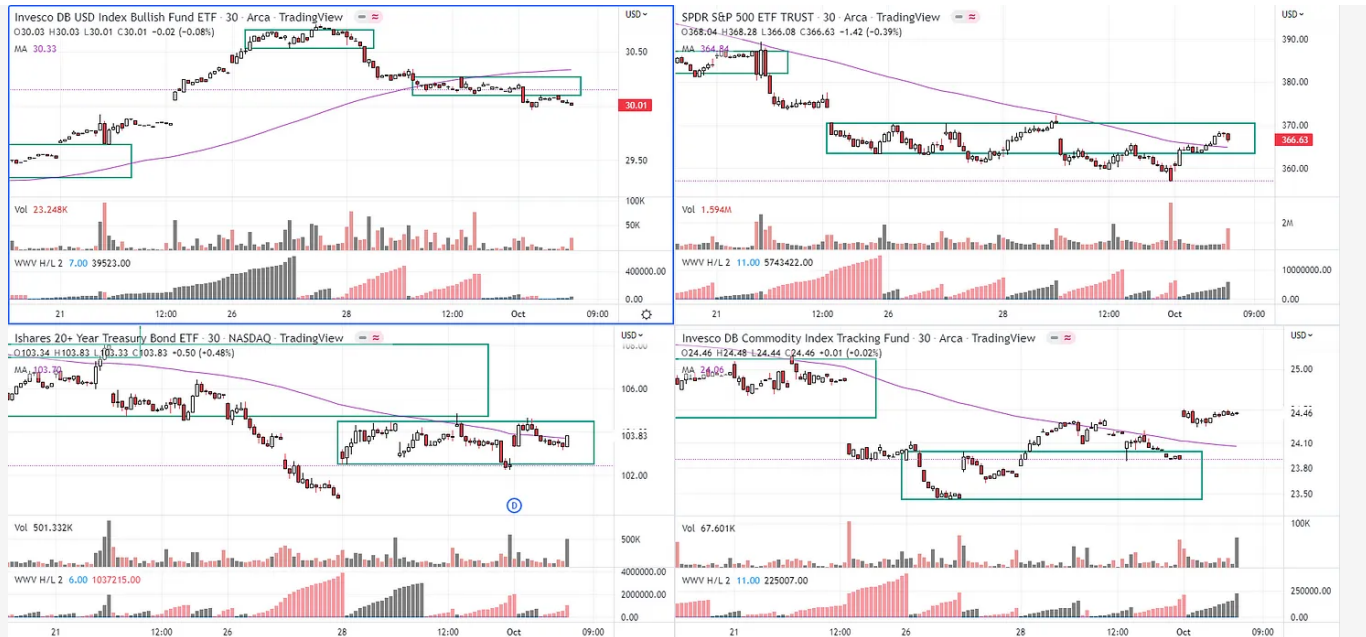 Invesco DB USD Index Bullish Fund ETF · 30 · Arca · TradingView
USD
O30.03 H30.03 L30.01 C30.01 −0.02 (−0.08%)
MA 30.33
30.50
30.01
29.50
Vol 23.248K
100K
50K
WWV H/L 2 7.00 39523.00
400000.00
0.00
21 12:00 26 28 12:00 Oct 09:00
SPDR S&P 500 ETF TRUST · 30 · Arca · TradingView
USD
O368.04 H368.28 L366.08 C366.63 −1.42 (−0.39%)
MA 364.84
390.00
380.00
370.00
366.63
360.00
Vol 1.594M
2M
WWV H/L 2 11.00 5743422.00
10000000.00
0.00
21 12:00 26 28 12:00 Oct 09:00
Ishares 20+ Year Treasury Bond ETF · 30 · NASDAQ · TradingView
USD
O103.34 H103.83 L103.33 C103.83 +0.50 (+0.48%)
MA 103.70
108.00
106.00
103.83
102.00
D
Vol 501.332K
500K
WWV H/L 2 6.00 1037215.00
4000000.00
2000000.00
0.00
21 12:00 26 28 12:00 Oct 09:00
Invesco DB Commodity Index Tracking Fund · 30 · Arca · TradingView
USD
O24.46 H24.48 L24.44 C24.46 +0.01 (+0.02%)
MA 24.06
25.00
24.46
24.10
23.80
23.50
Vol 67.601K
100K
WWV H/L 2 11.00 225007.00
250000.00
0.00
21 12:00 26 28 12:00 Oct 09:00